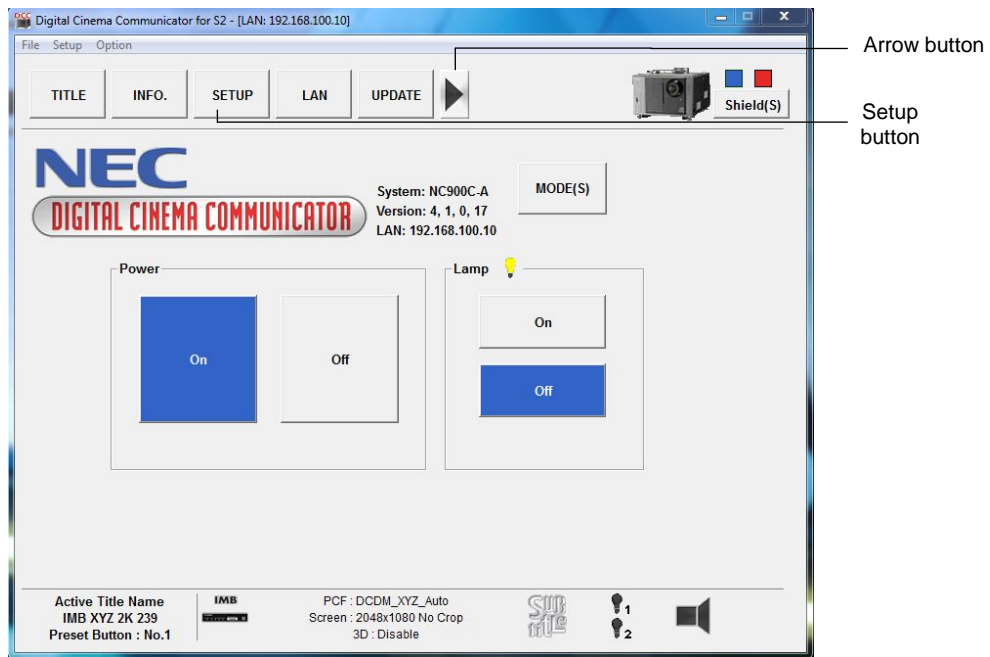 DCC Digital Cinema Communicator for S2 - [LAN: 192.168.100.10]
File Setup Option
TITLE INFO. SETUP LAN UPDATE
Shield(S)
Arrow button
Setup
button
NEC
DIGITAL CINEMA COMMUNICATOR
System: NC900C-A
Version: 4, 1, 0, 17
LAN: 192.168.100.10
MODE(S)
Power
On
Off
Lamp
On
Off
Active Title Name
IMB XYZ 2K 239
Preset Button : No.1
IMB
PCF : DCDM_XYZ_Auto
Screen : 2048x1080 No Crop
3D : Disable
SUB
TITLE
1
2